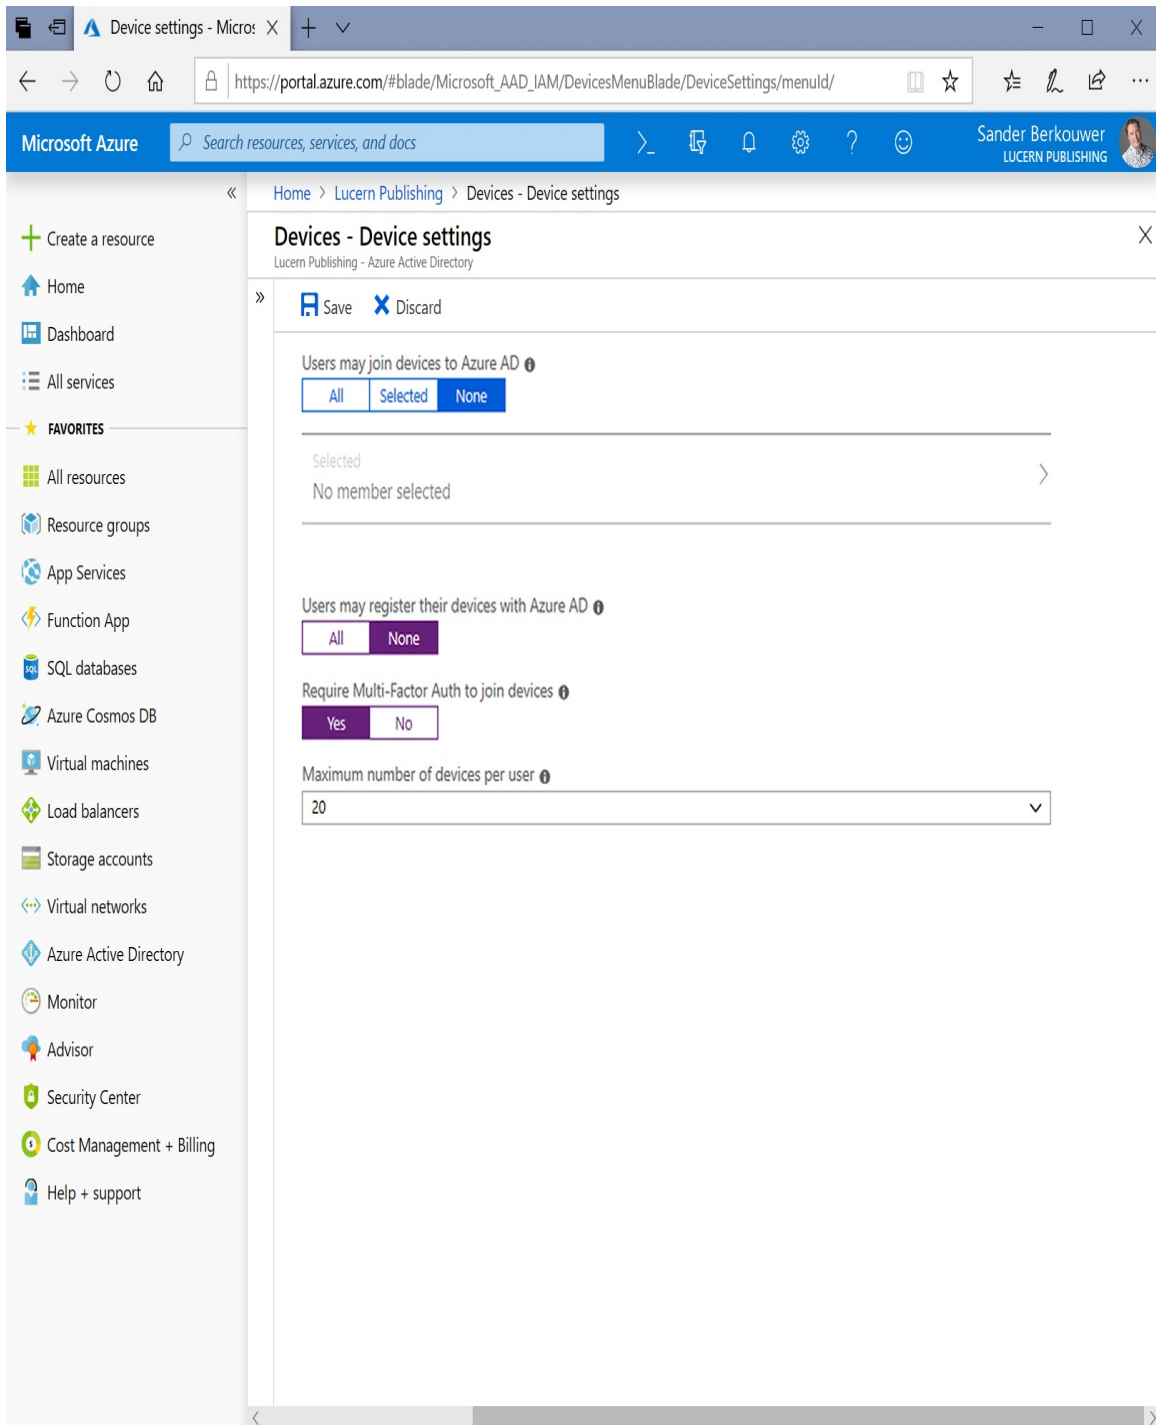 Device settings - Micros
https://portal.azure.com/#blade/Microsoft_AAD_IAM/DevicesMenuBlade/DeviceSettings/menuId/
Microsoft Azure
Search resources, services, and docs
Sander Berkouwer
LUCERN PUBLISHING
Home > Lucern Publishing > Devices - Device settings
Devices - Device settings
Lucern Publishing - Azure Active Directory
Create a resource
Home
Dashboard
All services
FAVORITES
All resources
Resource groups
App Services
Function App
SQL databases
Azure Cosmos DB
Virtual machines
Load balancers
Storage accounts
Virtual networks
Azure Active Directory
Monitor
Advisor
Security Center
Cost Management + Billing
Help + support
Save Discard
Users may join devices to Azure AD
All Selected None
Selected
No member selected
Users may register their devices with Azure AD
All None
Require Multi-Factor Auth to join devices
Yes No
Maximum number of devices per user
20